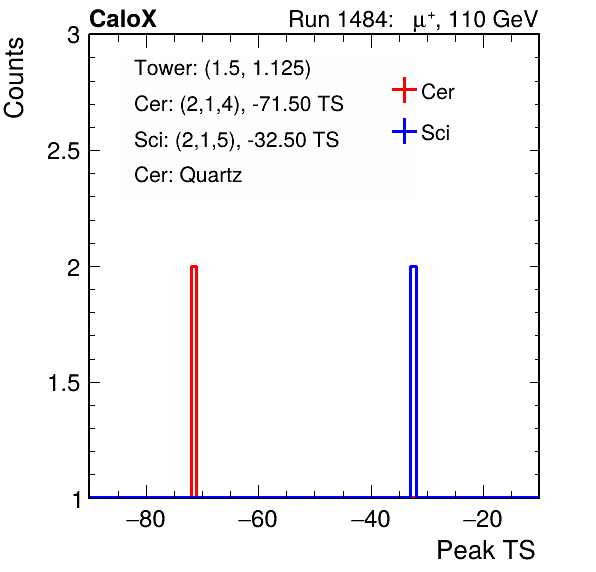 CaloX Run 1484: μ⁺, 110 GeV
Counts
3
2.5
2
1.5
1
Tower: (1.5, 1.125)
Cer: (2,1,4), -71.50 TS
Sci: (2,1,5), -32.50 TS
Cer: Quartz
Cer
Sci
−80 −60 −40 −20
Peak TS